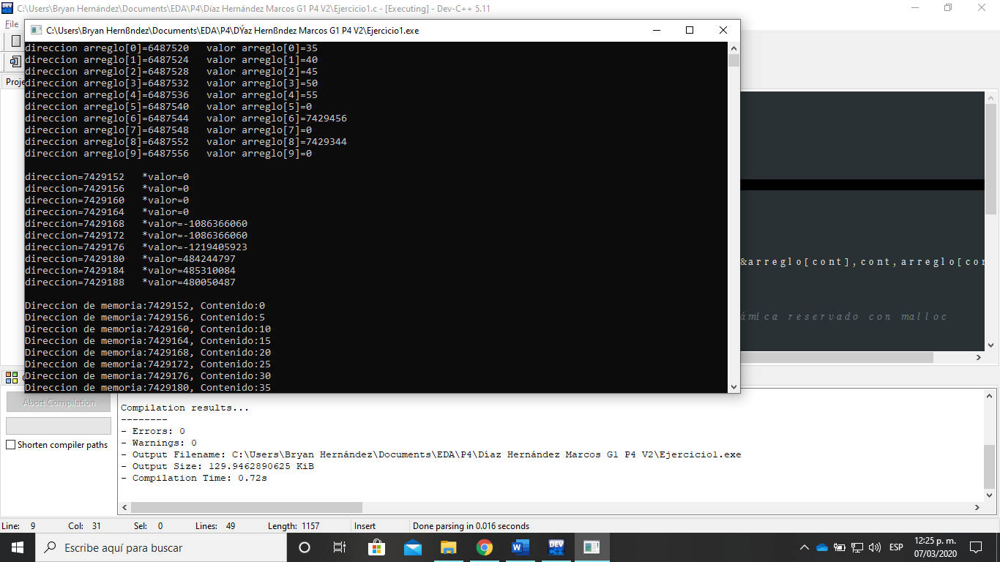 C:\Users\Bryan Hernández\Documents\EDA\P4\Díaz Hernández Marcos G1 P4 V2\Ejercicio1.c - [Executing] - Dev-C++ 5.11
File
C:\Users\Bryan Hernßndez\Documents\EDA\P4\DÝaz Hernßndez Marcos G1 P4 V2\Ejercicio1.exe
Proje
direccion arreglo[0]=6487520   valor arreglo[0]=35
direccion arreglo[1]=6487524   valor arreglo[1]=40
direccion arreglo[2]=6487528   valor arreglo[2]=45
direccion arreglo[3]=6487532   valor arreglo[3]=50
direccion arreglo[4]=6487536   valor arreglo[4]=55
direccion arreglo[5]=6487540   valor arreglo[5]=0
direccion arreglo[6]=6487544   valor arreglo[6]=7429456
direccion arreglo[7]=6487548   valor arreglo[7]=0
direccion arreglo[8]=6487552   valor arreglo[8]=7429344
direccion arreglo[9]=6487556   valor arreglo[9]=0
direccion=7429152   *valor=0
direccion=7429156   *valor=0
direccion=7429160   *valor=0
direccion=7429164   *valor=0
direccion=7429168   *valor=-1086366060
direccion=7429172   *valor=-1086366060
direccion=7429176   *valor=-1219405923
direccion=7429180   *valor=484244797
direccion=7429184   *valor=485310084
direccion=7429188   *valor=480050487
Direccion de memoria:7429152, Contenido:0
Direccion de memoria:7429156, Contenido:5
Direccion de memoria:7429160, Contenido:10
Direccion de memoria:7429164, Contenido:15
Direccion de memoria:7429168, Contenido:20
Direccion de memoria:7429172, Contenido:25
Direccion de memoria:7429176, Contenido:30
Direccion de memoria:7429180, Contenido:35
&arreglo[cont],cont,arreglo[con
ámica reservado con malloc
Abort Compilation
Shorten compiler paths
Compilation results...
--------
- Errors: 0
- Warnings: 0
- Output Filename: C:\Users\Bryan Hernández\Documents\EDA\P4\Díaz Hernández Marcos G1 P4 V2\Ejercicio1.exe
- Output Size: 129.9462890625 KiB
- Compilation Time: 0.72s
Line: 9 Col: 31 Sel: 0 Lines: 49 Length: 1157 Insert Done parsing in 0.016 seconds
Escribe aquí para buscar
DEV
ESP
12:25 p. m.
07/03/2020